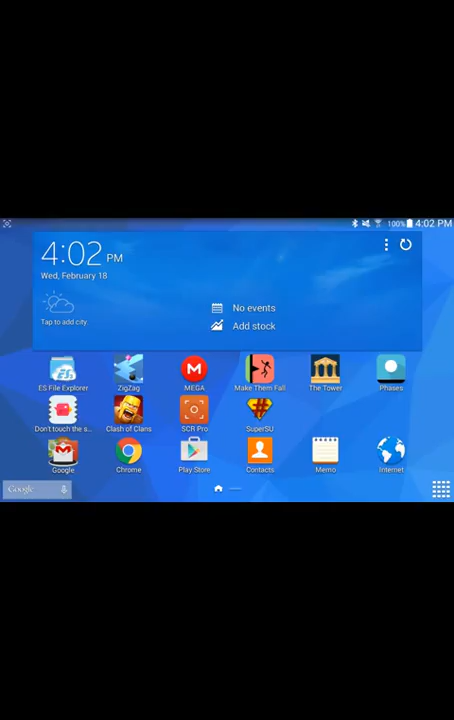 100% 4:02 PM
4:02 PM
Wed, February 18
Tap to add city.
No events
Add stock
ES File Explorer ZigZag MEGA Make Them Fall The Tower Phases
Don't touch the s... Clash of Clans SCR Pro SuperSU
Google Chrome Play Store Contacts Memo Internet
Google